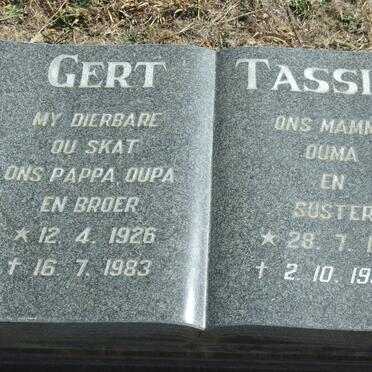 GERT
MY DIERBARE
OU SKAT
ONS PAPPA, OUPA
EN BROER
★ 12. 4. 1926
† 16. 7. 1983
ONS
OUMA
EN
SUSTER
★ 28. 7.
† 2. 10.